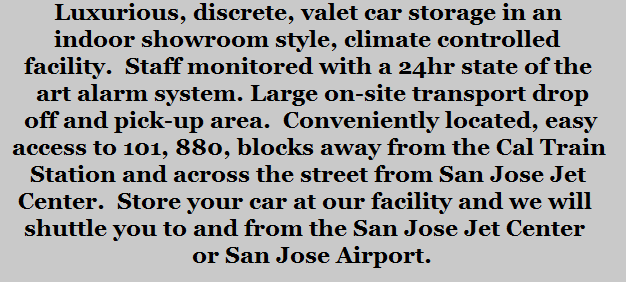 Luxurious, discrete, valet car storage in an
indoor showroom style, climate controlled
facility.  Staff monitored with a 24hr state of the
art alarm system. Large on-site transport drop
off and pick-up area.  Conveniently located, easy
access to 101, 880, blocks away from the Cal Train
Station and across the street from San Jose Jet
Center.  Store your car at our facility and we will
shuttle you to and from the San Jose Jet Center
or San Jose Airport.